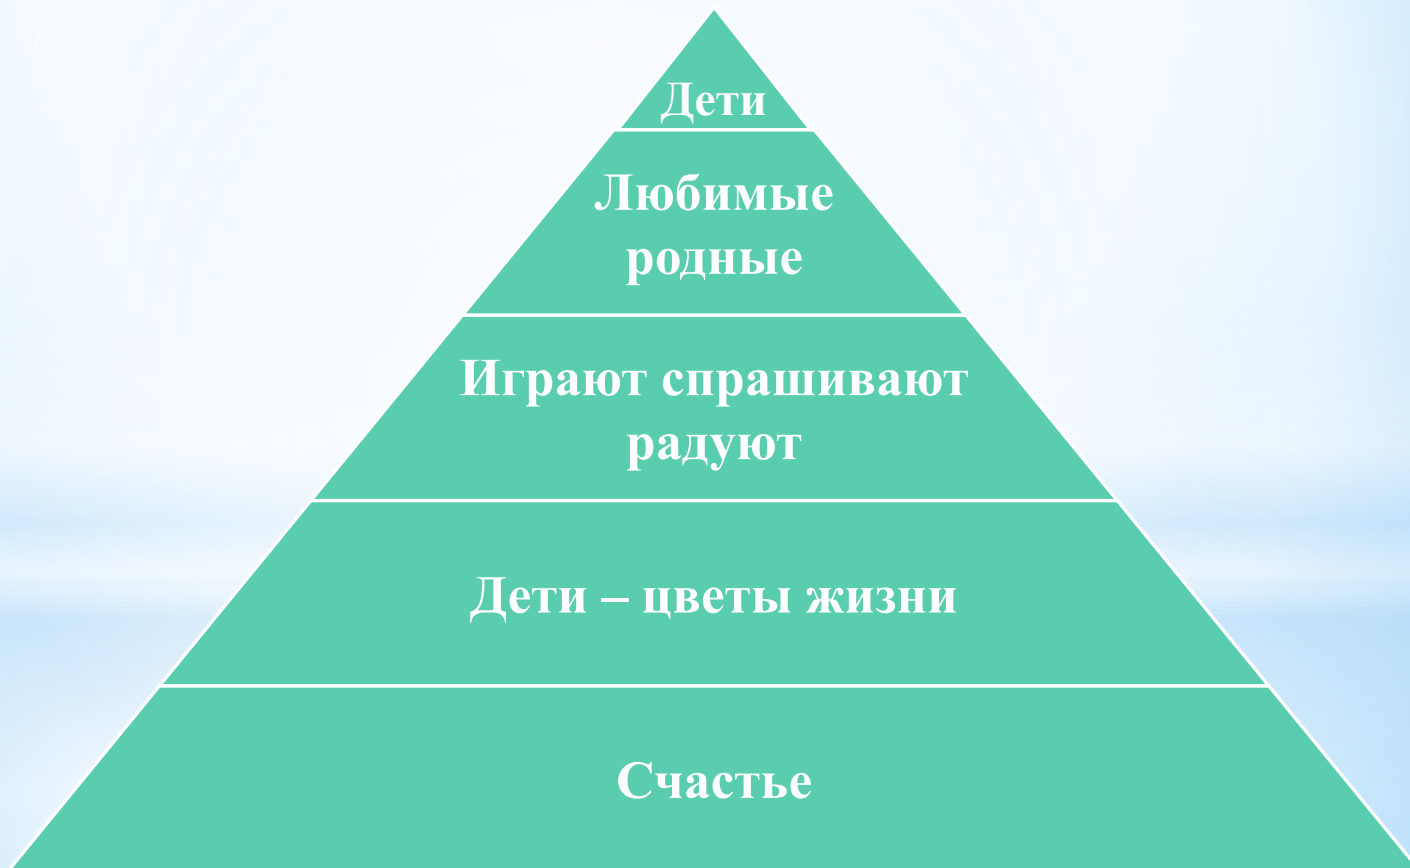 Дети
Любимые
родные
Играют спрашивают
радуют
Дети – цветы жизни
Счастье